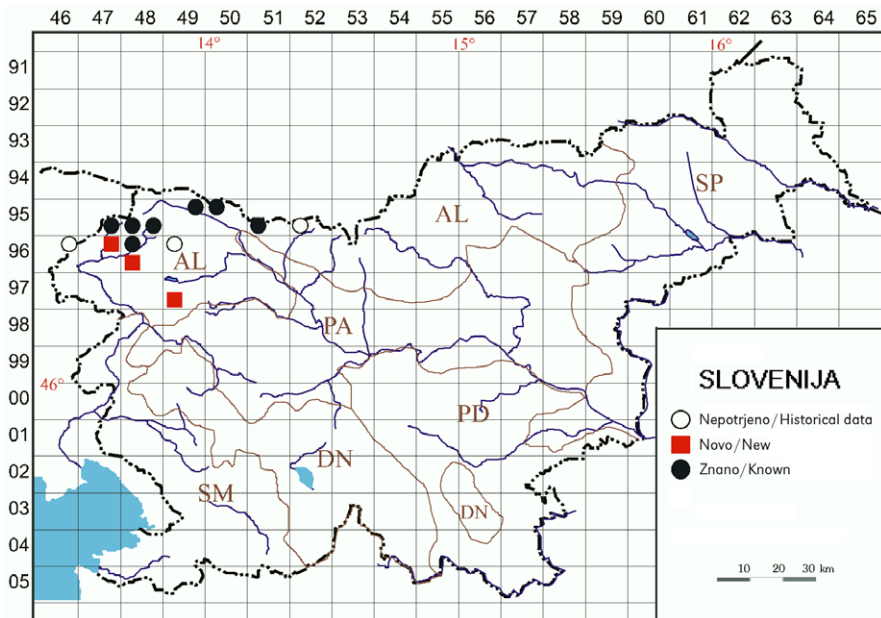 46 47 48 49 50 51 52 53 54 55 56 57 58 59 60 61 62 63 64 65
14° 15° 16°
91
92
93
94
SP
95
AL
96
AL
97
PA
98
99
46°
00
SLOVENIJA
PD
Nepotrjeno/Historical data
01
Novo/New
DN
02
Znano/Known
SM
03
DN
04
05
10 20 30 km